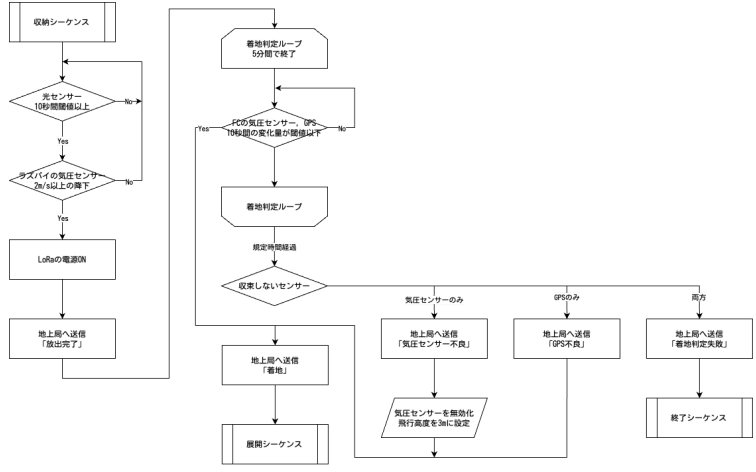 収納シーケンス
光センサー
10秒間閾値以上
No
Yes
ラズパイの気圧センサー
2m/s以上の降下
No
Yes
LoRaの電源ON
地上局へ送信
「放出完了」
着地判定ループ
5分間で終了
FCの気圧センサー, GPS
10秒間の変化量が閾値以下
Yes
No
着地判定ループ
規定時間経過
収束しないセンサー
気圧センサーのみ
GPSのみ
両方
地上局へ送信
「着地」
地上局へ送信
「気圧センサー不良」
地上局へ送信
「GPS不良」
地上局へ送信
「着地判定失敗」
気圧センサーを無効化
飛行高度を3mに設定
展開シーケンス
終了シーケンス